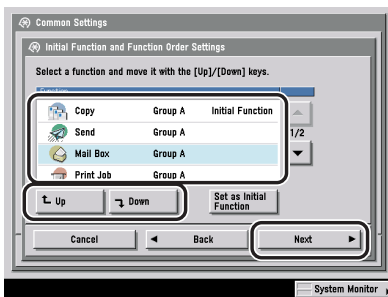 Common Settings
Initial Function and Function Order Settings
Select a function and move it with the [Up]/[Down] keys.
Function
Copy Group A Initial Function
Send Group A
1/2
Mail Box Group A
Print Job Group A
Up Down Set as Initial Function
Cancel ◄ Back Next ►
System Monitor